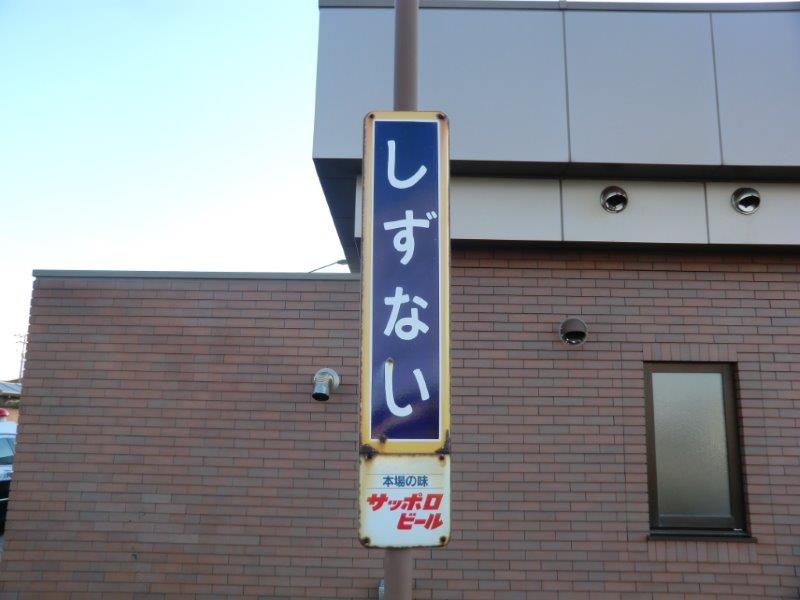 しずない
本場の味
サッポロ
ビール